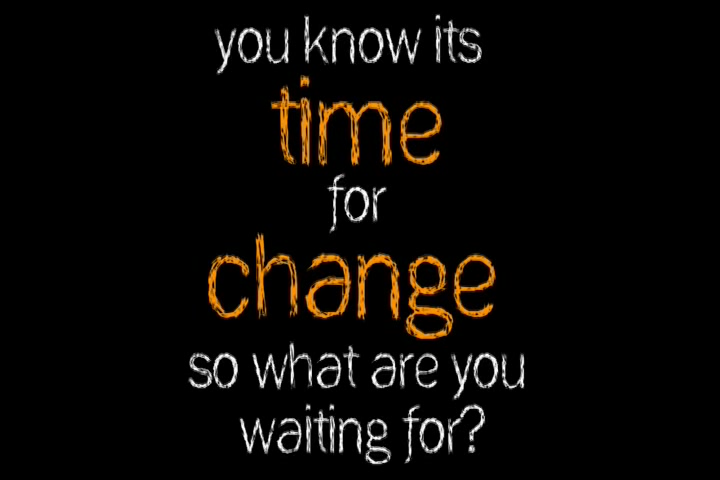 you know its
time
for
change
so what are you
waiting for?